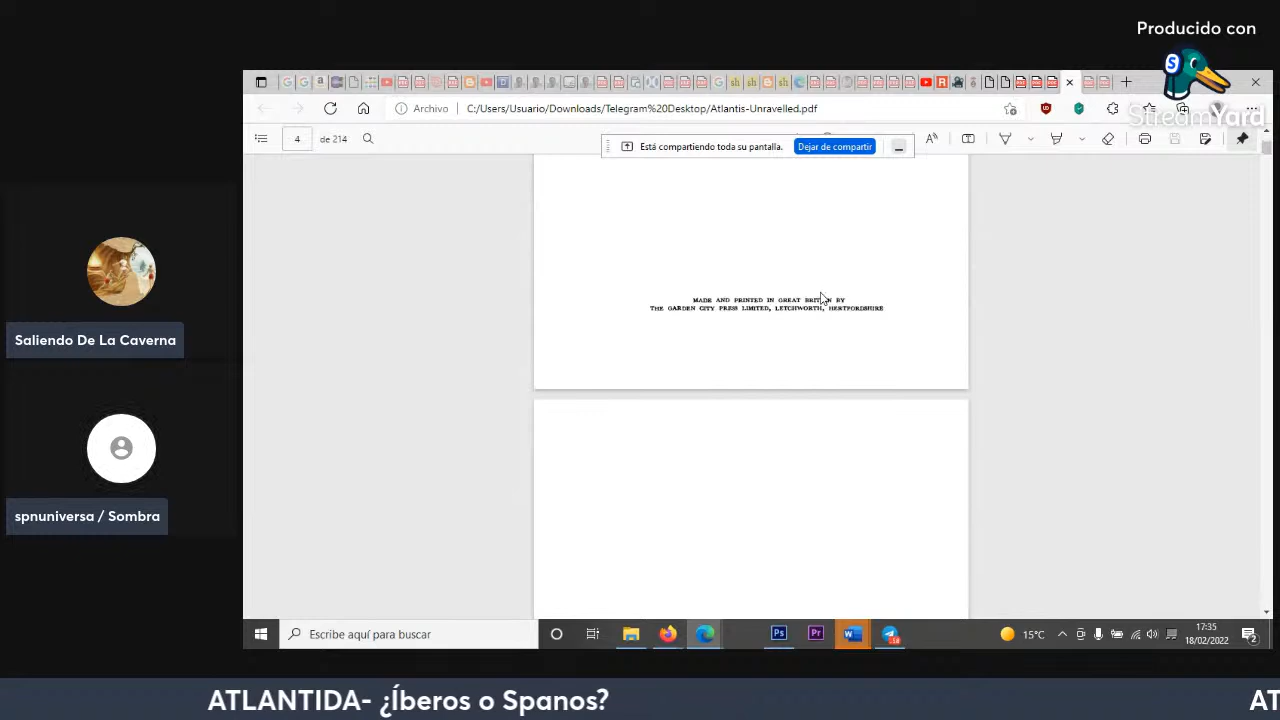 Producido con
StreamYard
Archivo
C:/Users/Usuario/Downloads/Telegram%20Desktop/Atlantis-Unravelled.pdf
4
de 214
Está compartiendo toda su pantalla.
Dejar de compartir
MADE AND PRINTED IN GREAT BRITAIN BY
THE GARDEN CITY PRESS LIMITED, LETCHWORTH, HERTFORDSHIRE
Saliendo De La Caverna
spnuniversa / Sombra
Escribe aquí para buscar
15°C
17:35
18/02/2022
ATLANTIDA- ¿Íberos o Spanos?
AT